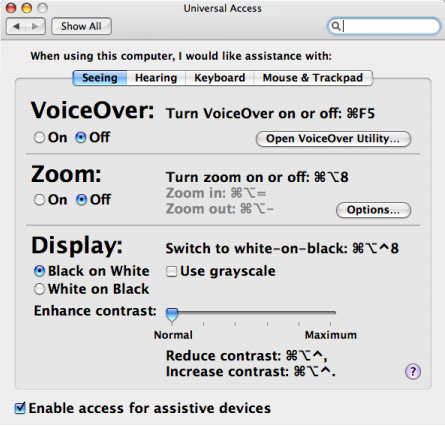 Universal Access
Show All
When using this computer, I would like assistance with:
Seeing Hearing Keyboard Mouse & Trackpad
VoiceOver: Turn VoiceOver on or off: ⌘F5
On Off Open VoiceOver Utility...
Zoom: Turn zoom on or off: ⌘⌥8
Zoom in: ⌘⌥=
On Off
Zoom out: ⌘⌥-
Options...
Display: Switch to white-on-black: ⌘⌥^8
Black on White Use grayscale
White on Black
Enhance contrast:
Normal Maximum
Reduce contrast: ⌘⌥^,
Increase contrast: ⌘⌥^.
?
Enable access for assistive devices